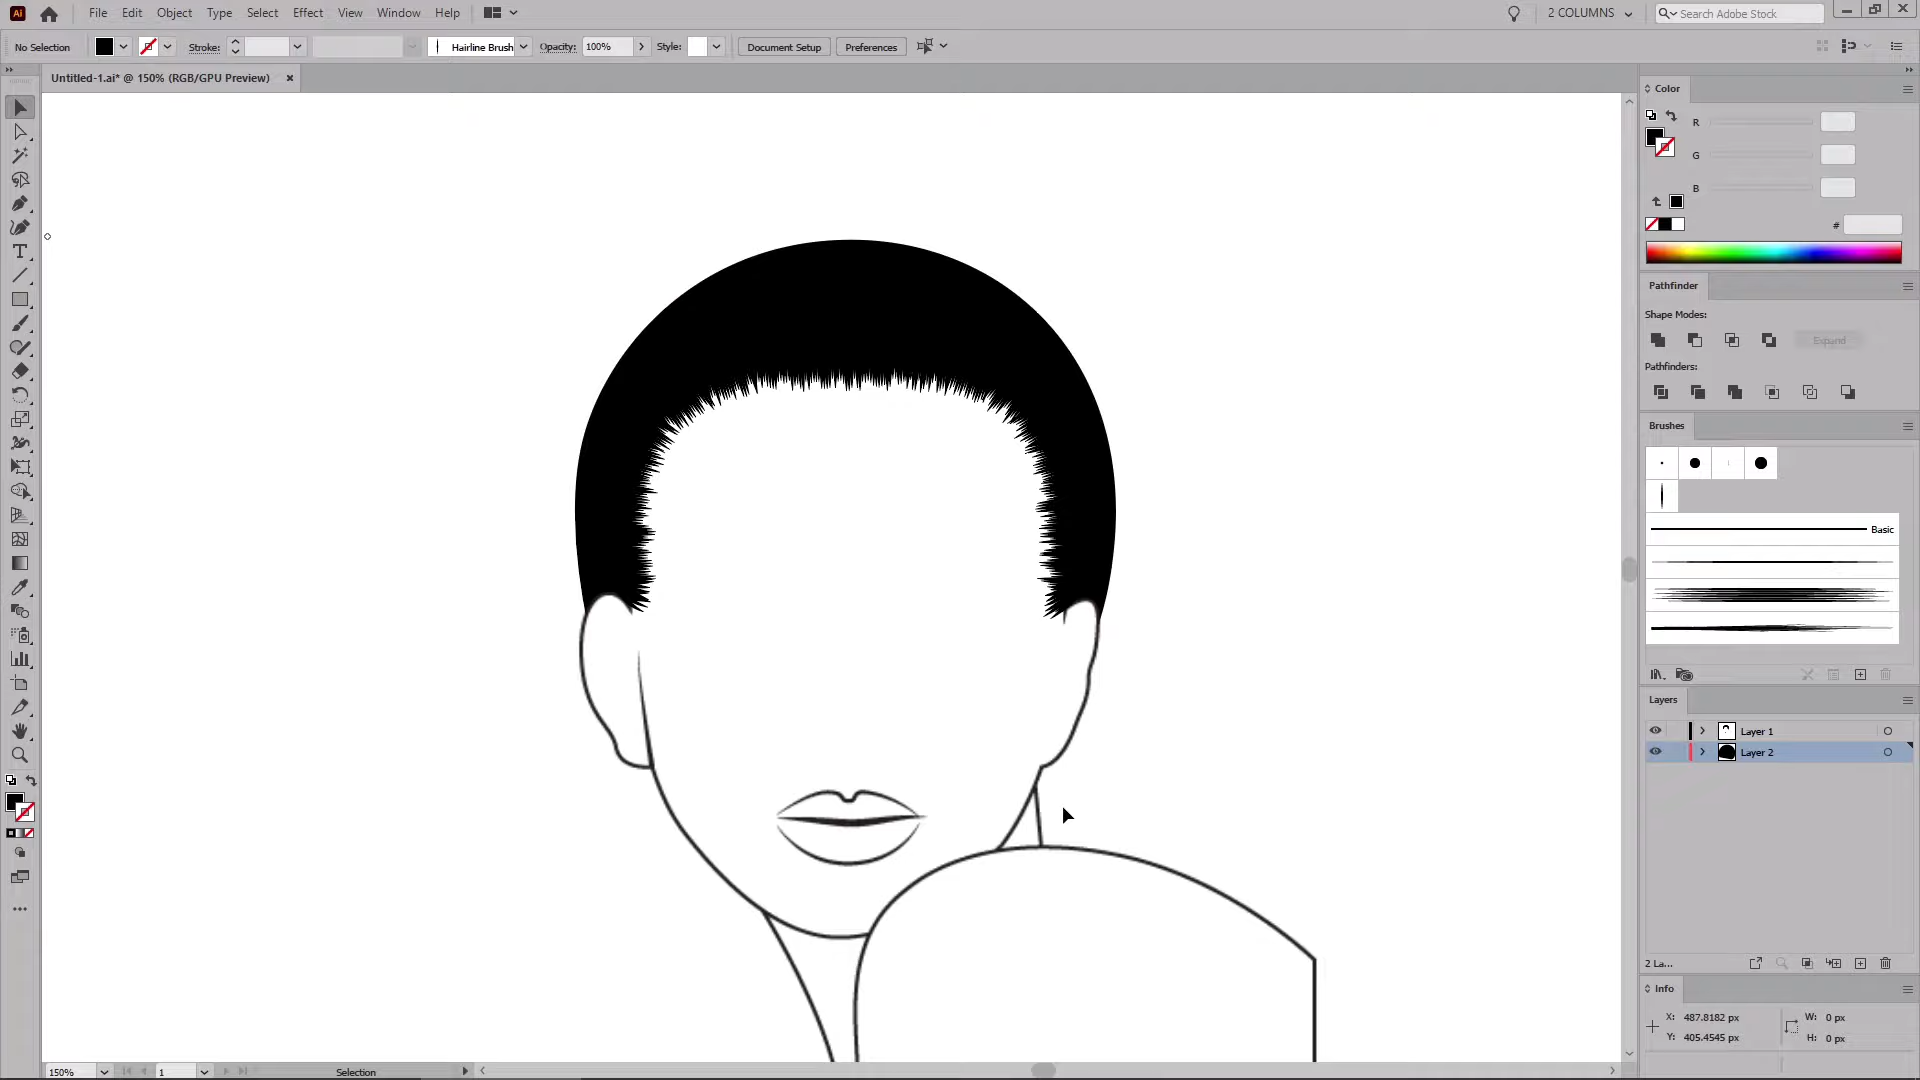 Ai File Edit Object Type Select Effect View Window Help 2 COLUMNS Search Adobe Stock
No Selection Stroke: Hairline Brush Opacity: 100% Style: Document Setup Preferences
Untitled-1.ai* @ 150% (RGB/GPU Preview)
Color
R
G
B
#
Pathfinder
Shape Modes:
Expand
Pathfinders:
Brushes
Basic
Layers
Layer 1
Layer 2
2 La...
Info
X: 487.8182 px W: 0 px
Y: 405.4545 px H: 0 px
150% 1 Selection